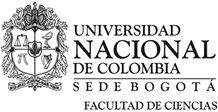 UNIVERSIDAD
NACIONAL
DE COLOMBIA
SEDE BOGOTÁ
FACULTAD DE CIENCIAS